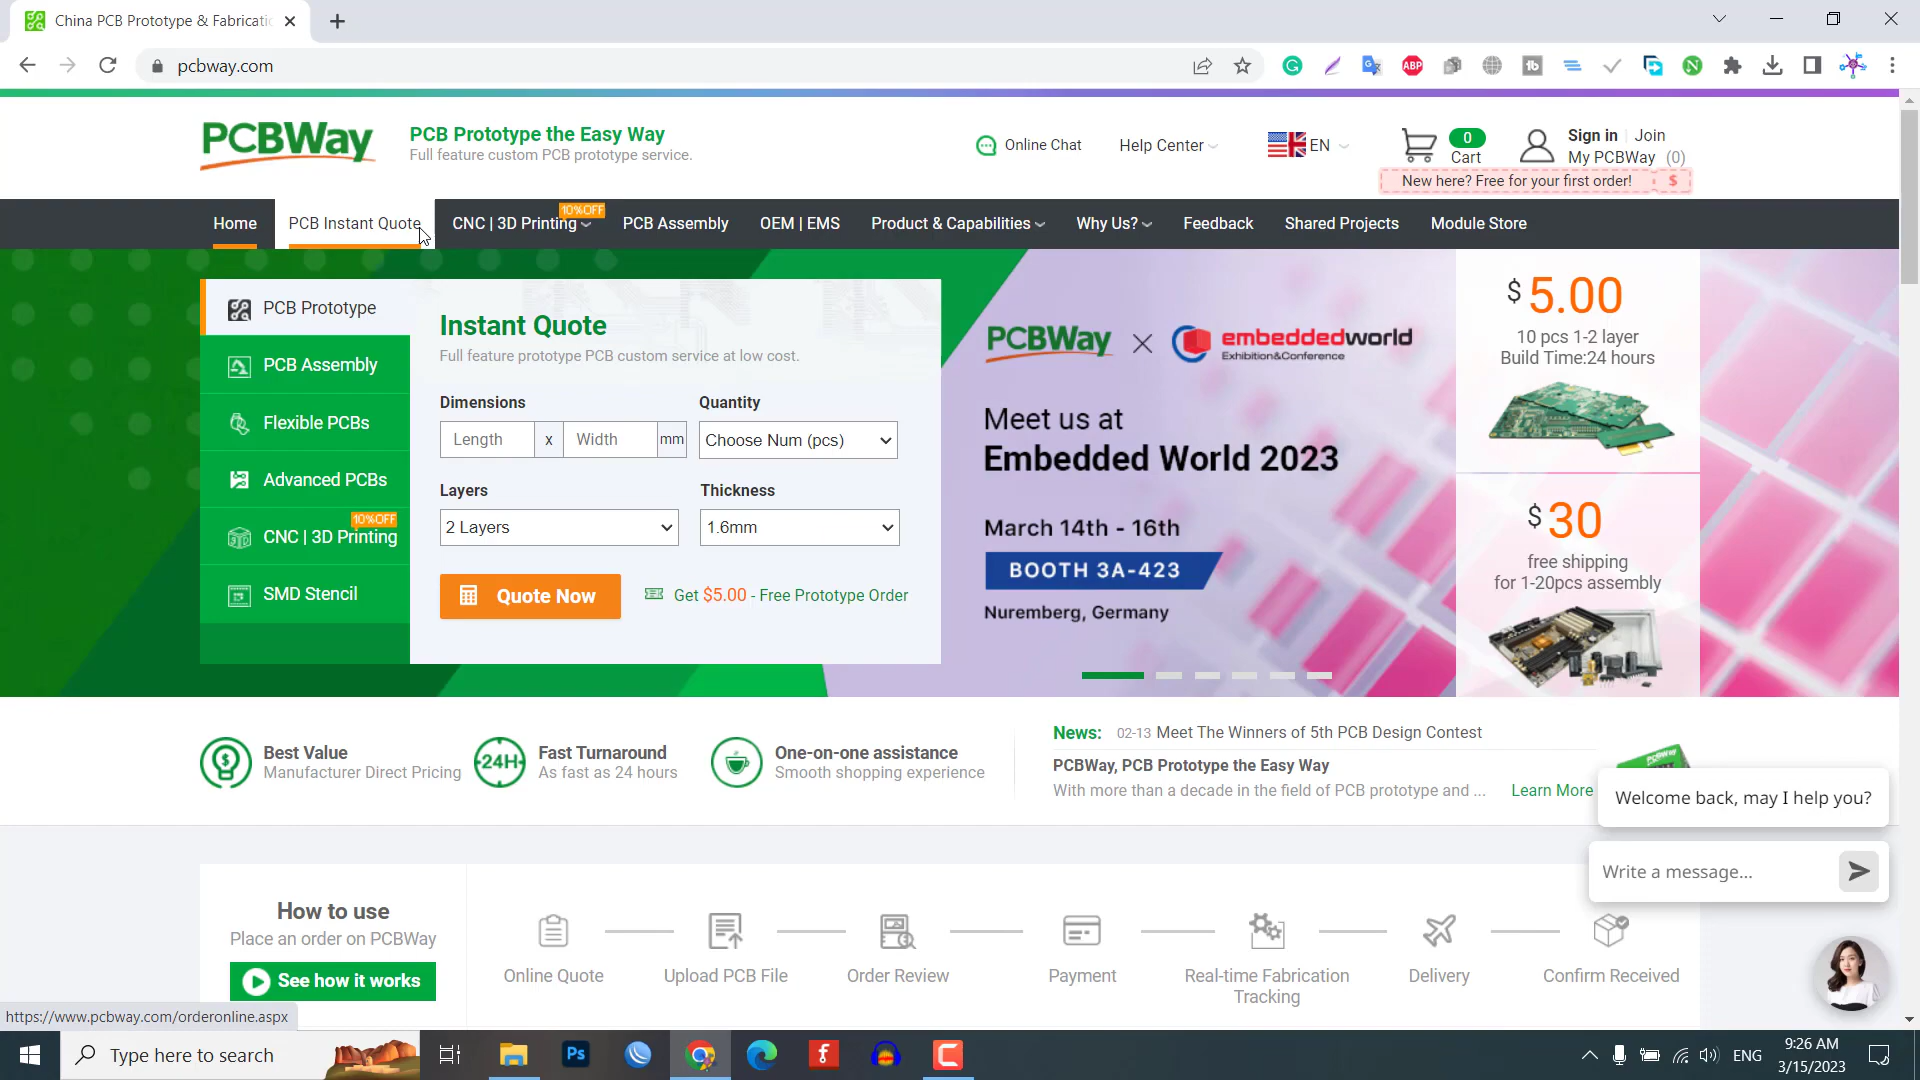 China PCB Prototype & Fabricatic
pcbway.com
PCBWay
PCB Prototype the Easy Way
Full feature custom PCB prototype service.
Online Chat
Help Center
EN
0
Cart
Sign in | Join
My PCBWay (0)
New here? Free for your first order! $
Home
PCB Instant Quote
CNC | 3D Printing
10%OFF
PCB Assembly
OEM | EMS
Product & Capabilities
Why Us?
Feedback
Shared Projects
Module Store
PCB Prototype
PCB Assembly
Flexible PCBs
Advanced PCBs
10%OFF
CNC | 3D Printing
SMD Stencil
Instant Quote
Full feature prototype PCB custom service at low cost.
Dimensions
Quantity
Length x Width mm
Choose Num (pcs)
Layers
Thickness
2 Layers
1.6mm
Quote Now
Get $5.00 - Free Prototype Order
PCBWay
embeddedworld
Exhibition&Conference
Meet us at
Embedded World 2023
March 14th - 16th
BOOTH 3A-423
Nuremberg, Germany
$ 5.00
10 pcs 1-2 layer
Build Time:24 hours
$ 30
free shipping
for 1-20pcs assembly
Best Value
Manufacturer Direct Pricing
24H
Fast Turnaround
As fast as 24 hours
One-on-one assistance
Smooth shopping experience
News: 02-13 Meet The Winners of 5th PCB Design Contest
PCBWay, PCB Prototype the Easy Way
With more than a decade in the field of PCB prototype and ... Learn More
PCBWay
Welcome back, may I help you?
Write a message...
How to use
Place an order on PCBWay
See how it works
Online Quote
Upload PCB File
Order Review
Payment
Real-time Fabrication
Tracking
Delivery
Confirm Received
https://www.pcbway.com/orderonline.aspx
Type here to search
Ps
ENG
9:26 AM
3/15/2023